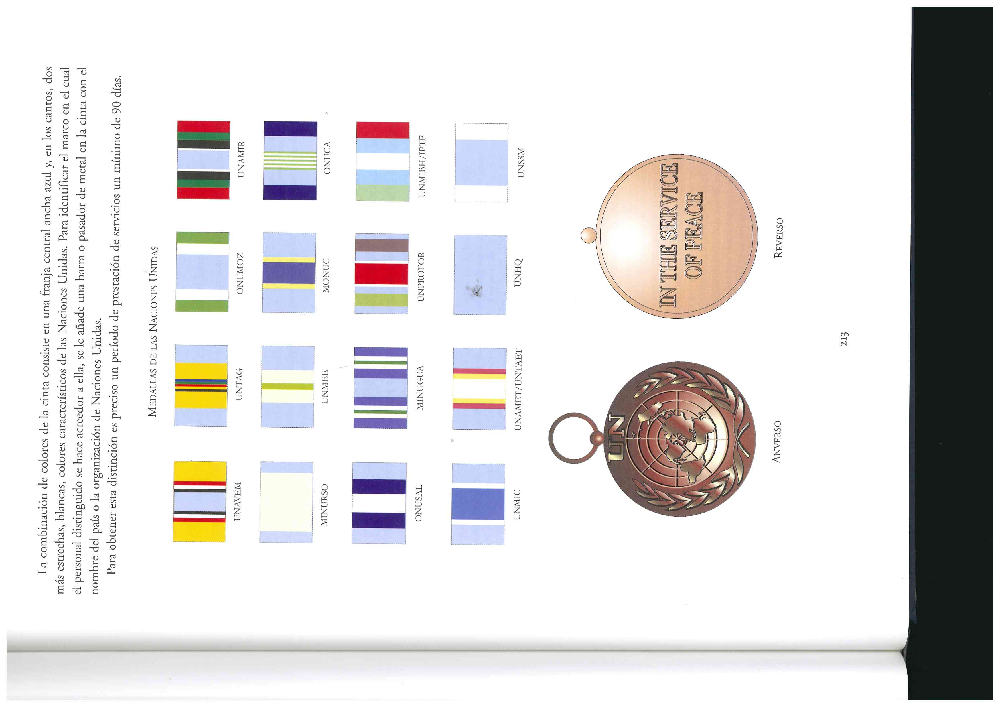 La combinación de colores de la cinta consiste en una franja central ancha azul y, en los cantos, dos
más estrechas, blancas, colores característicos de las Naciones Unidas. Para identificar el marco en el cual
el personal distinguido se hace acreedor a ella, se le añade una barra o pasador de metal en la cinta con el
nombre del país o la organización de Naciones Unidas.
Para obtener esta distinción es preciso un período de prestación de servicios un mínimo de 90 días.
MEDALLAS DE LAS NACIONES UNIDAS
UNAVEM
UNTAG
ONUMOZ
UNAMIR
MINURSO
UNMEE
MONUC
ONUCA
ONUSAL
MINUGUA
UNPROFOR
UNMIBH/IPTF
UNMIC
UNAMET/UNTAET
UNHQ
UNSSM
UN
IN THE SERVICE
OF PEACE
ANVERSO
REVERSO
213